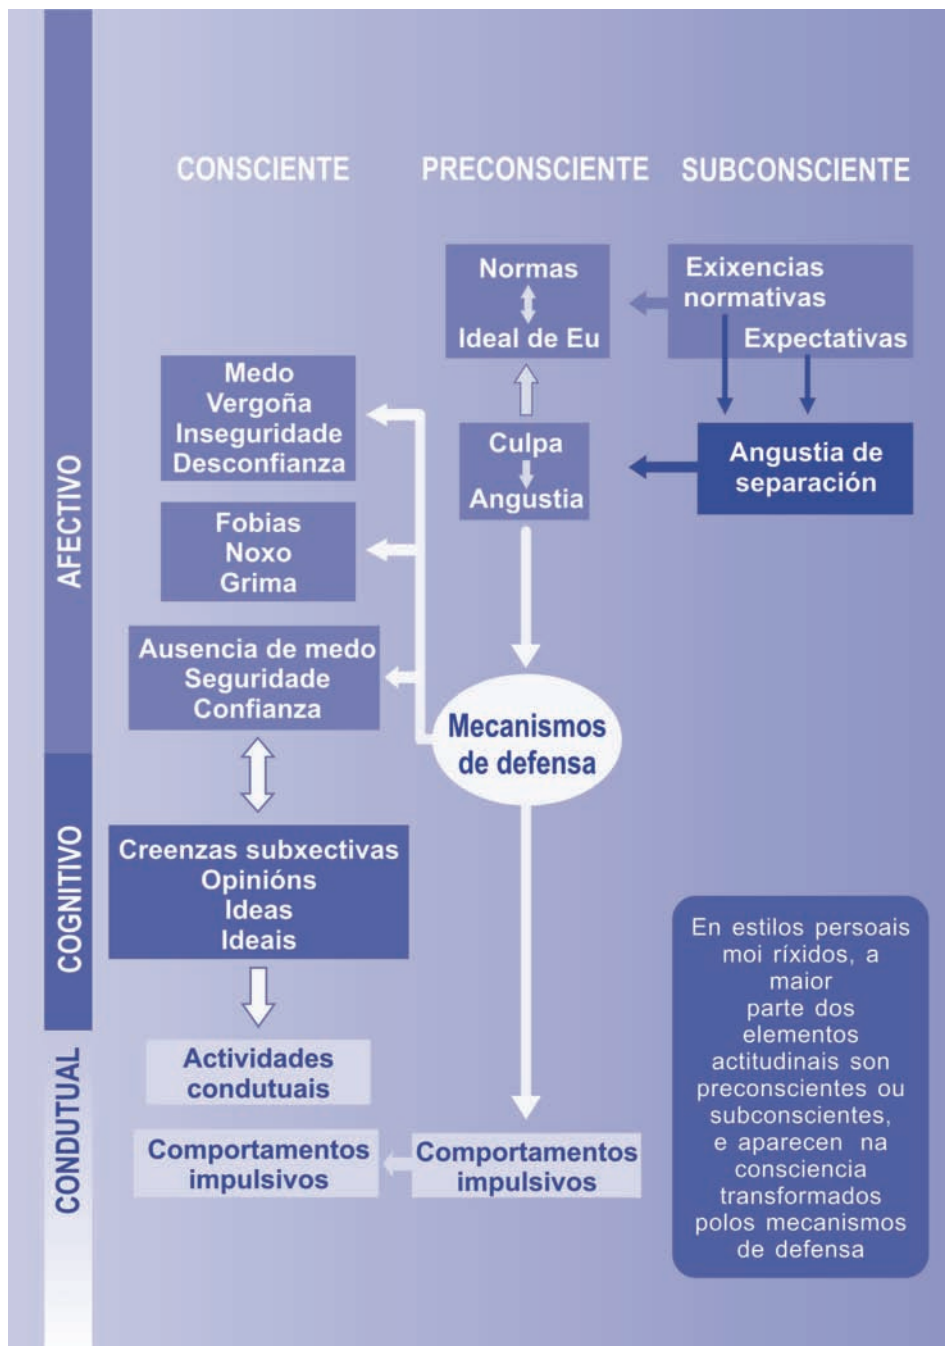 CONSCIENTE
PRECONSCIENTE
SUBCONSCIENTE
AFECTIVO
COGNITIVO
CONDUTUAL
Medo
Vergoña
Inseguridade
Desconfianza
Fobias
Noxo
Grima
Ausencia de medo
Seguridade
Confianza
Creenzas subxectivas
Opinións
Ideas
Ideais
Actividades
condutuais
Comportamentos
impulsivos
Normas
Ideal de Eu
Culpa
Angustia
Mecanismos
de defensa
Comportamentos
impulsivos
Exixencias
normativas
Expectativas
Angustia de
separación
En estilos persoais
moi ríxidos, a
maior
parte dos
elementos
actitudinais son
preconscientes ou
subconscientes,
e aparecen na
consciencia
transformados
polos mecanismos
de defensa